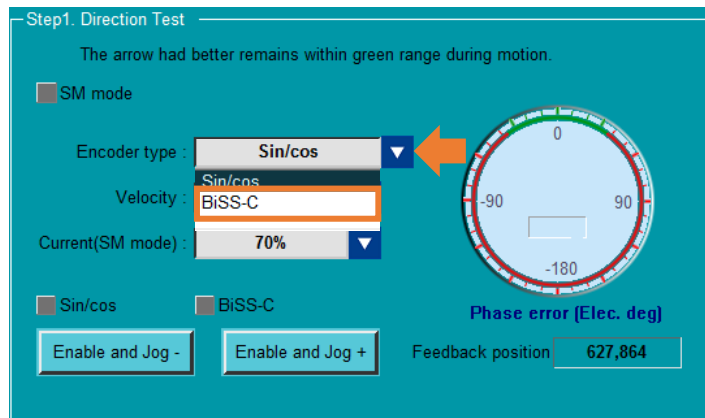 Step1. Direction Test
The arrow had better remains within green range during motion.
SM mode
Encoder type : Sin/cos
Sin/cos
Velocity : BiSS-C
Current(SM mode) : 70%
0
-90 90
-180
Sin/cos BiSS-C
Phase error (Elec. deg)
Enable and Jog - Enable and Jog + Feedback position 627,864